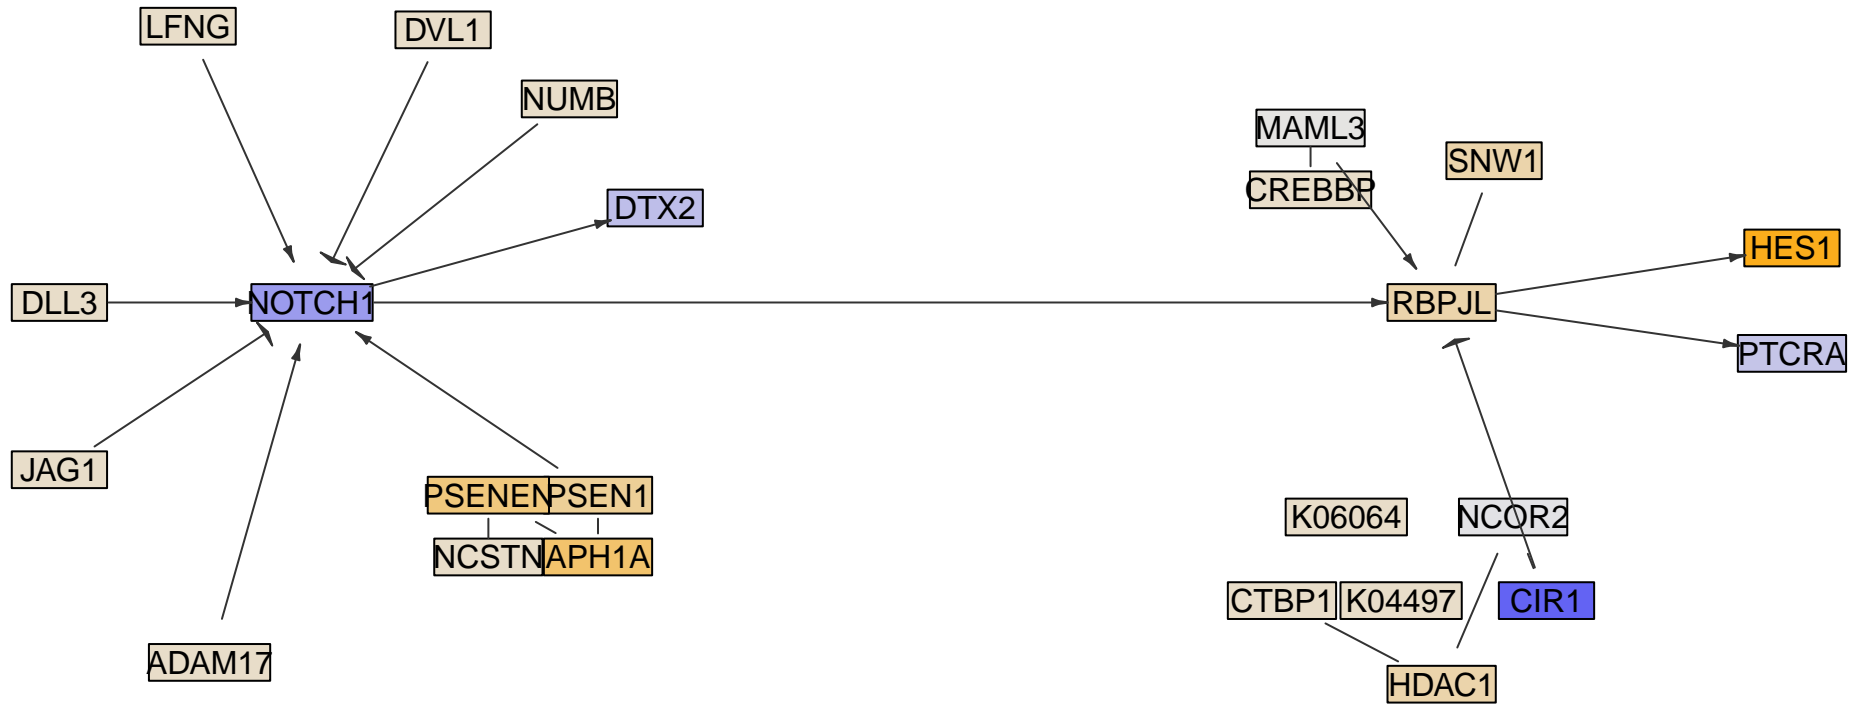 LFNG
DVL1
NUMB
MAML3
SNW1
CREBBP
DTX2
HES1
DLL3
NOTCH1
RBPJL
PTCRA
JAG1
PSENEN
PSEN1
K06064
NCOR2
NCSTN
APH1A
CTBP1
K04497
CIR1
ADAM17
HDAC1